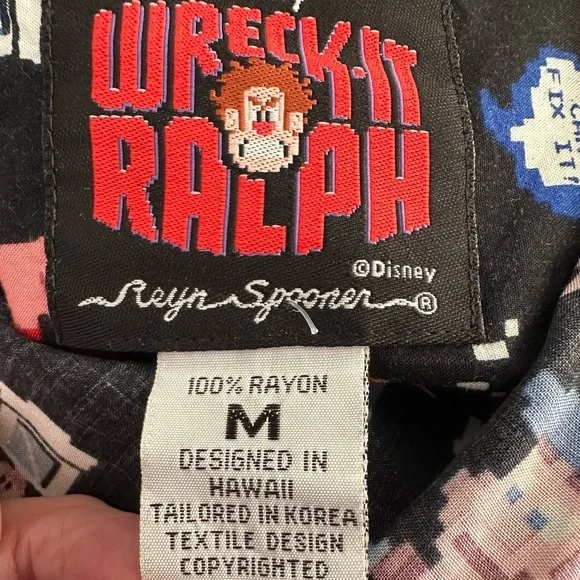 WRECK-IT
RALPH
©Disney
Reyn Spooner®
100% RAYON
M
DESIGNED IN
HAWAII
TAILORED IN KOREA
TEXTILE DESIGN
COPYRIGHTED
FIX
IT!